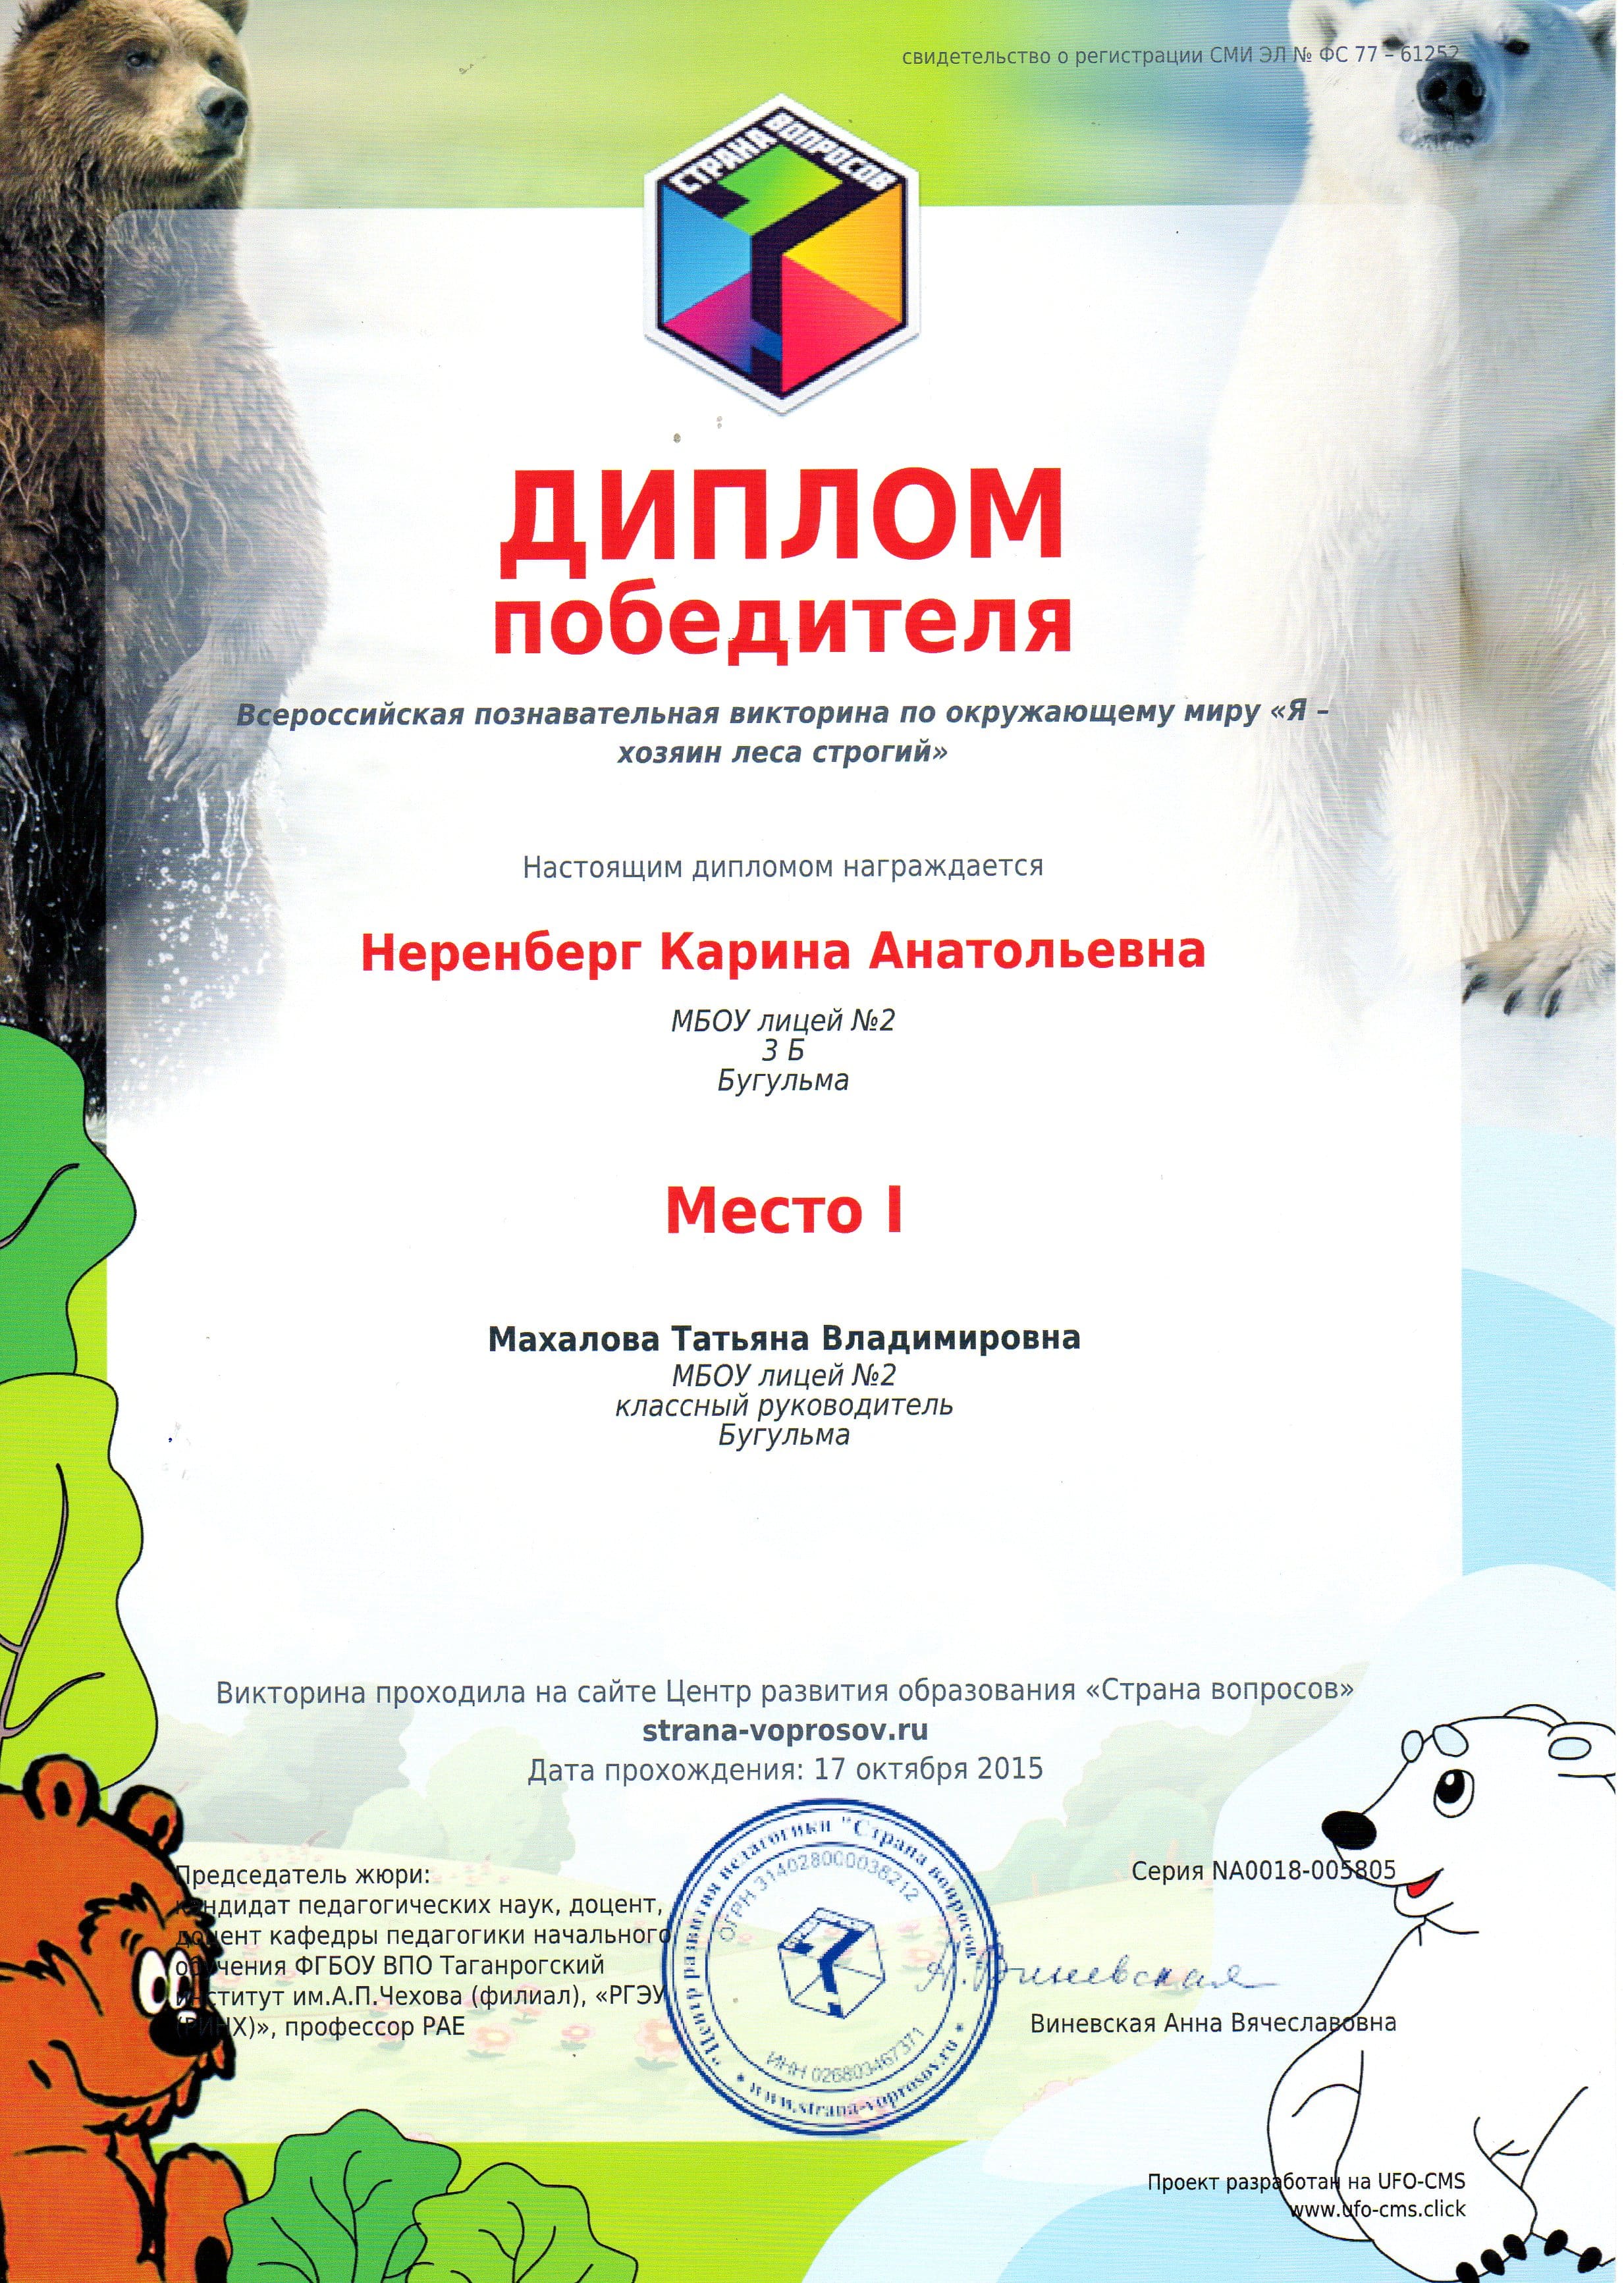 свидетельство о регистрации СМИ ЭЛ № ФС 77 – 61252
СТРАНА ВОПРОСОВ
ДИПЛОМ
победителя
Всероссийская познавательная викторина по окружающему миру «Я –
хозяин леса строгий»
Настоящим дипломом награждается
Неренберг Карина Анатольевна
МБОУ лицей №2
3 Б
Бугульма
Место I
Махалова Татьяна Владимировна
МБОУ лицей №2
классный руководитель
Бугульма
Викторина проходила на сайте Центр развития образования «Страна вопросов»
strana-voprosov.ru
Дата прохождения: 17 октября 2015
Председатель жюри:
кандидат педагогических наук, доцент,
доцент кафедры педагогики начального
обучения ФГБОУ ВПО Таганрогский
институт им.А.П.Чехова (филиал), «РГЭУ
(РИНХ)», профессор РАЕ
"Центр развития педагогики "Страна вопросов"
ОГРН 314028000038212
ИНН 026803467371
* www.strana-voprosov.ru *
Серия NA0018-005805
А.Виневская
Виневская Анна Вячеславовна
Проект разработан на UFO-CMS
www.ufo-cms.click